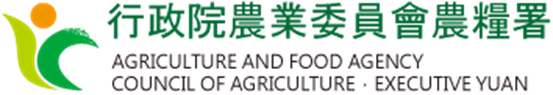 行政院農業委員會農糧署
AGRICULTURE AND FOOD AGENCY
COUNCIL OF AGRICULTURE · EXECUTIVE YUAN